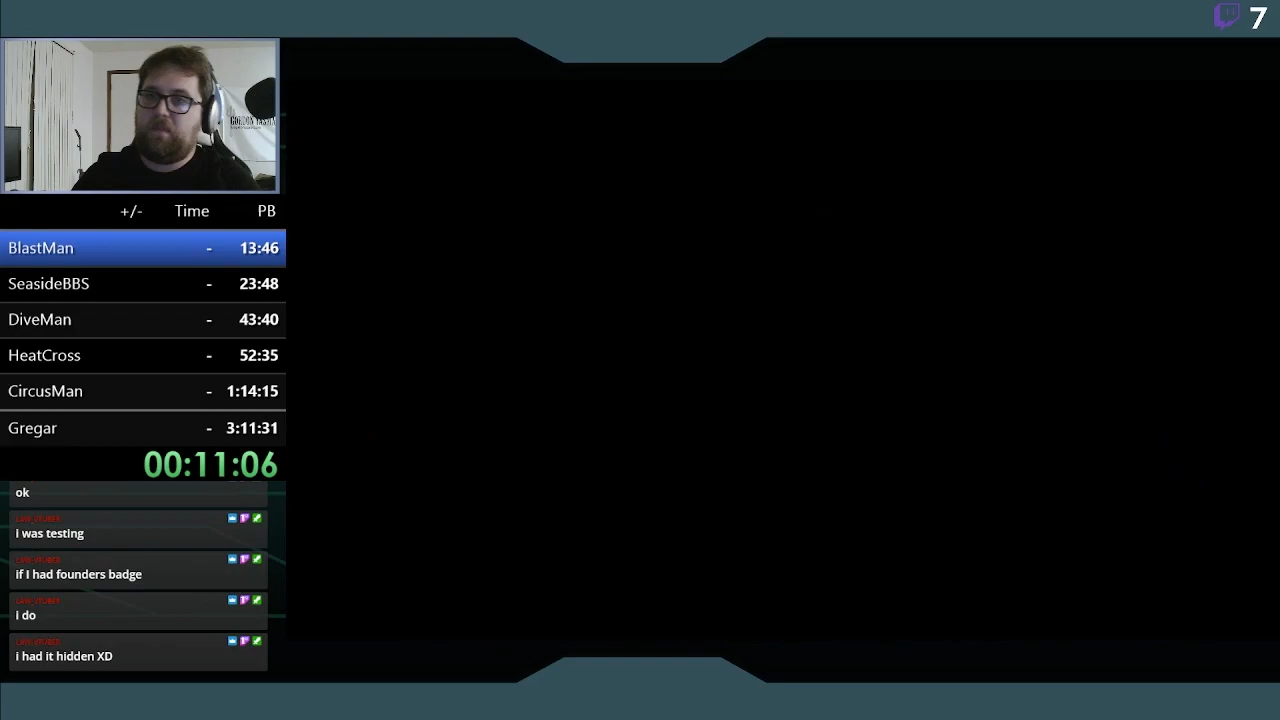 7
GORDON
+/- Time PB
BlastMan - 13:46
SeasideBBS - 23:48
DiveMan - 43:40
HeatCross - 52:35
CircusMan - 1:14:15
Gregar - 3:11:31
00:11:06
ok
I was testing
if I had founders badge
i do
i had it hidden XD